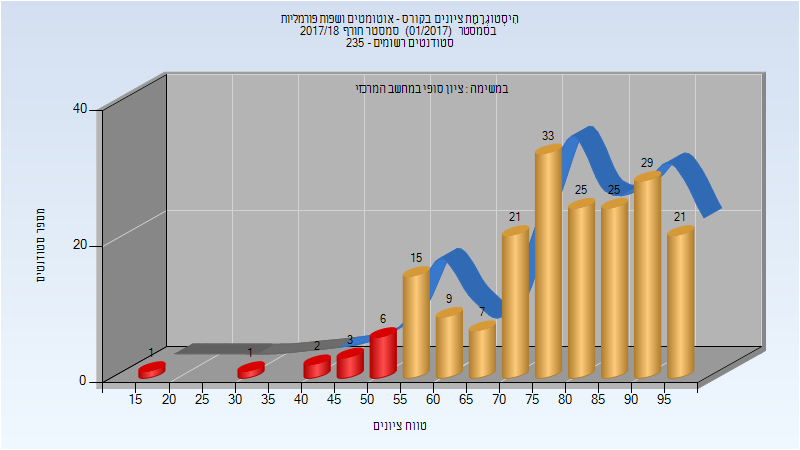 היסטוגרמת ציונים בקורס - אוטומטים ושפות פורמליות
בסמסטר (01/2017) סמסטר חורף 2017/18
סטודנטים רשומים - 235
במשימה : ציון סופי במחשב המרכזי
מספר סטודנטים
40
20
0
1
1
2
3
6
15
9
7
21
33
25
25
29
21
15 20 25 30 35 40 45 50 55 60 65 70 75 80 85 90 95
טווח ציונים